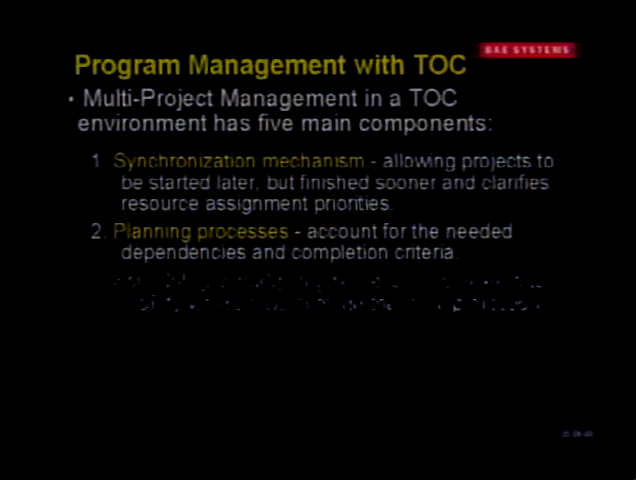 BAE SYSTEMS
Program Management with TOC
• Multi-Project Management in a TOC
environment has five main components:
1. Synchronization mechanism - allowing projects to
be started later, but finished sooner and clarifies
resource assignment priorities.
2. Planning processes - account for the needed
dependencies and completion criteria.